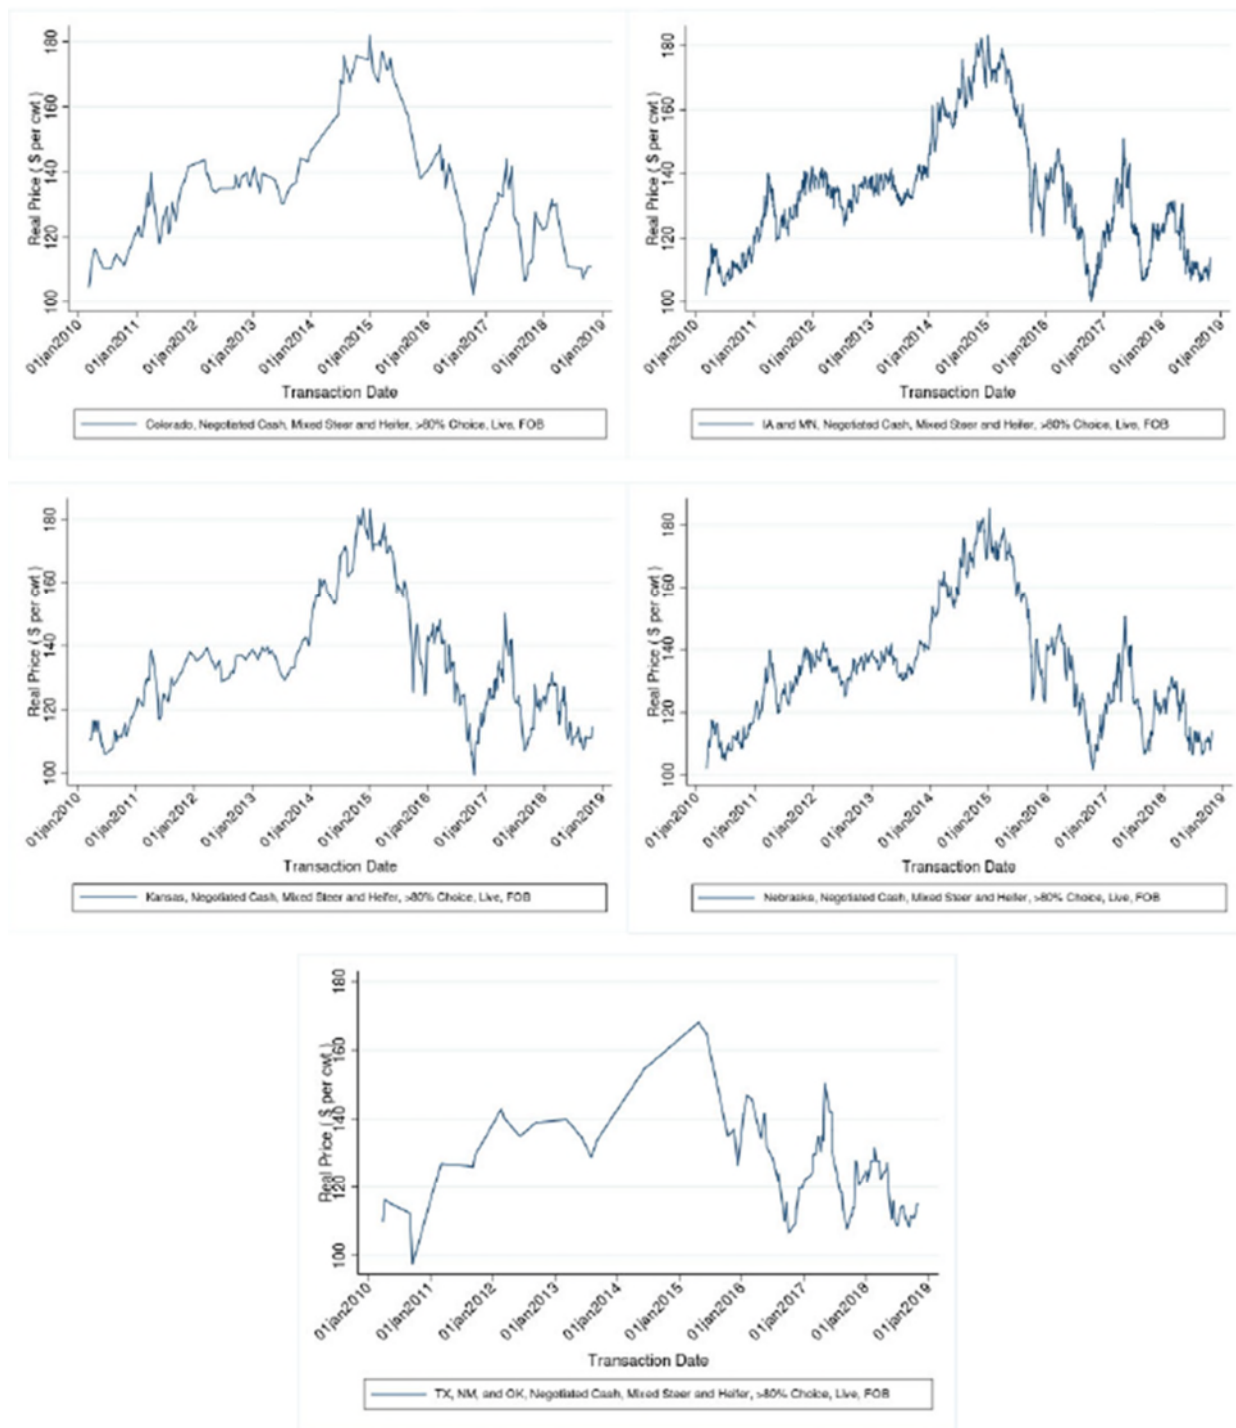 Real Price ( $ per cwt )
180
160
140
120
100
01jan2010
01jan2011
01jan2012
01jan2013
01jan2014
01jan2015
01jan2016
01jan2017
01jan2018
01jan2019
Transaction Date
Colorado, Negotiated Cash, Mixed Steer and Heifer, >80% Choice, Live, FOB
Real Price ( $ per cwt )
180
160
140
120
100
01jan2010
01jan2011
01jan2012
01jan2013
01jan2014
01jan2015
01jan2016
01jan2017
01jan2018
01jan2019
Transaction Date
IA and MN, Negotiated Cash, Mixed Steer and Heifer, >80% Choice, Live, FOB
Real Price ( $ per cwt )
180
160
140
120
100
01jan2010
01jan2011
01jan2012
01jan2013
01jan2014
01jan2015
01jan2016
01jan2017
01jan2018
01jan2019
Transaction Date
Kansas, Negotiated Cash, Mixed Steer and Heifer, >80% Choice, Live, FOB
Real Price ( $ per cwt )
180
160
140
120
100
01jan2010
01jan2011
01jan2012
01jan2013
01jan2014
01jan2015
01jan2016
01jan2017
01jan2018
01jan2019
Transaction Date
Nebraska, Negotiated Cash, Mixed Steer and Heifer, >80% Choice, Live, FOB
Real Price ( $ per cwt )
180
160
140
120
100
01jan2010
01jan2011
01jan2012
01jan2013
01jan2014
01jan2015
01jan2016
01jan2017
01jan2018
01jan2019
Transaction Date
TX, NM, and OK, Negotiated Cash, Mixed Steer and Heifer, >80% Choice, Live, FOB